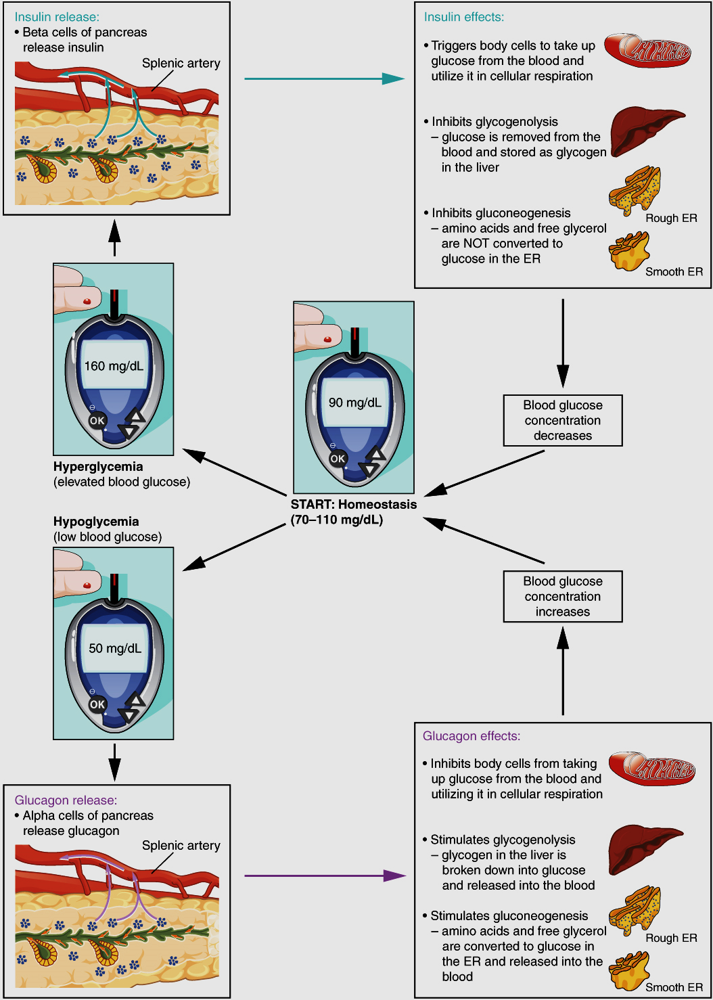 Insulin release:
• Beta cells of pancreas
release insulin
Splenic artery
Insulin effects:
• Triggers body cells to take up
glucose from the blood and
utilize it in cellular respiration
• Inhibits glycogenolysis
– glucose is removed from the
blood and stored as glycogen
in the liver
• Inhibits gluconeogenesis
– amino acids and free glycerol
are NOT converted to
glucose in the ER
Rough ER
Smooth ER
160 mg/dL
OK
Hyperglycemia
(elevated blood glucose)
90 mg/dL
OK
START: Homeostasis
(70–110 mg/dL)
Blood glucose
concentration
decreases
Hypoglycemia
(low blood glucose)
50 mg/dL
OK
Blood glucose
concentration
increases
Glucagon release:
• Alpha cells of pancreas
release glucagon
Splenic artery
Glucagon effects:
• Inhibits body cells from taking
up glucose from the blood and
utilizing it in cellular respiration
• Stimulates glycogenolysis
– glycogen in the liver is
broken down into glucose
and released into the blood
• Stimulates gluconeogenesis
– amino acids and free glycerol
are converted to glucose in
the ER and released into the
blood
Rough ER
Smooth ER